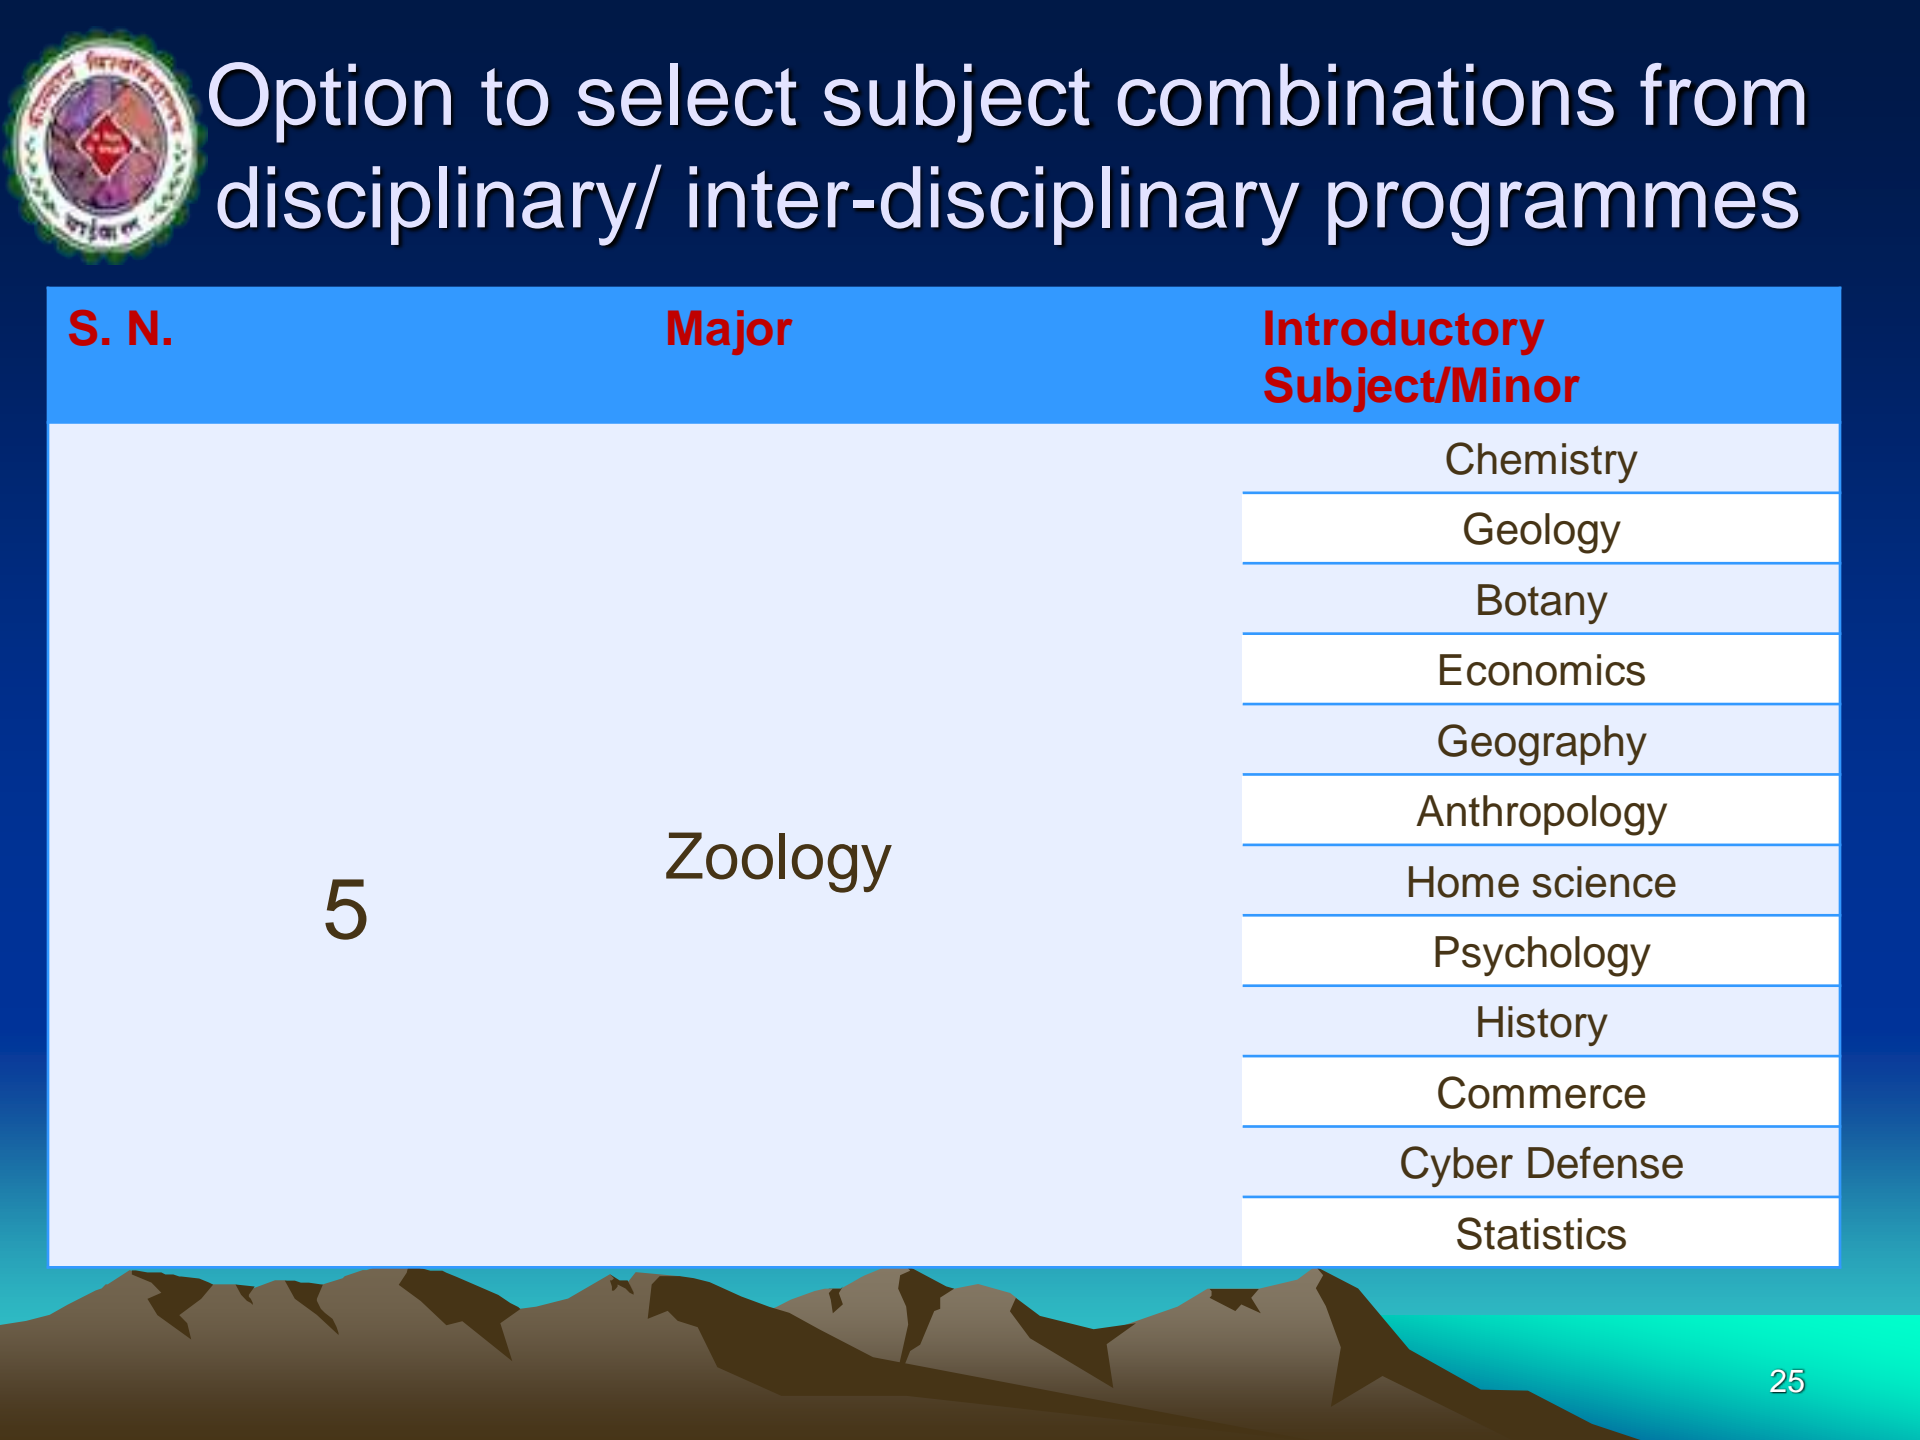 Option to select subject combinations from
disciplinary/ inter-disciplinary programmes
S. N.
Major
Introductory
Subject/Minor
5
Zoology
Chemistry
Geology
Botany
Economics
Geography
Anthropology
Home science
Psychology
History
Commerce
Cyber Defense
Statistics
25